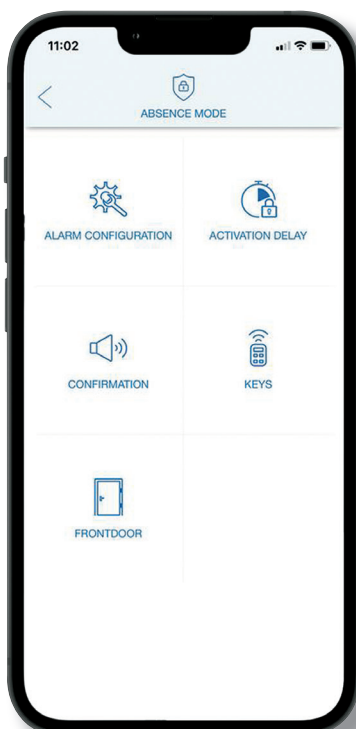 11:02
ABSENCE MODE
ALARM CONFIGURATION
ACTIVATION DELAY
CONFIRMATION
KEYS
FRONTDOOR